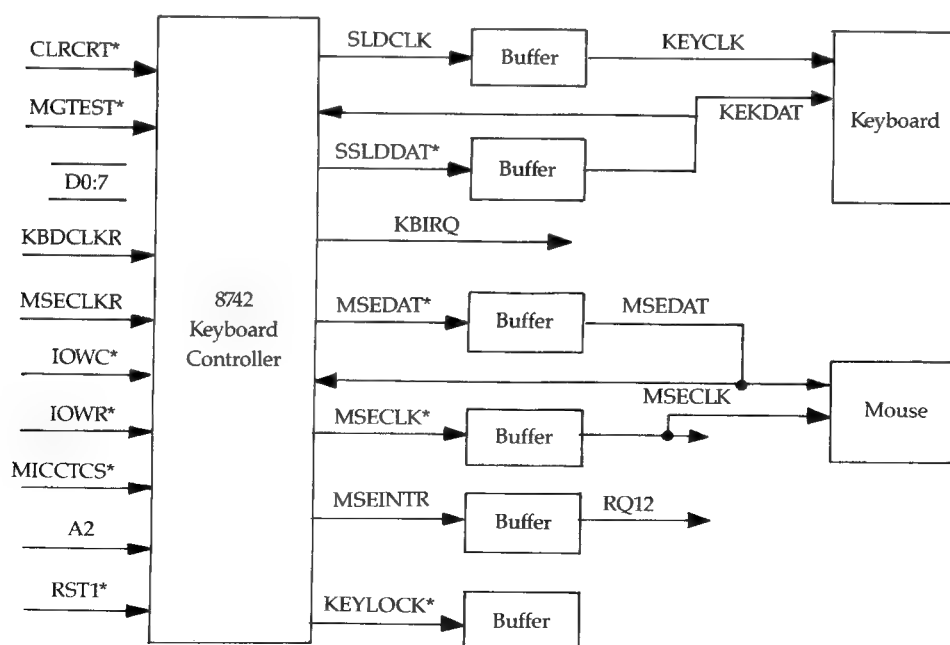 CLRCRT*
MGTEST*
D0:7
KBDCLKR
MSECLKR
IOWC*
IOWR*
MICCTCS*
A2
RST1*
8742
Keyboard
Controller
SLDCLK
Buffer
KEYCLK
KEKDAT
Keyboard
SSLDDAT*
Buffer
KBIRQ
MSEDAT*
Buffer
MSEDAT
MSECLK
Mouse
MSECLK*
Buffer
MSEINTR
Buffer
RQ12
KEYLOCK*
Buffer